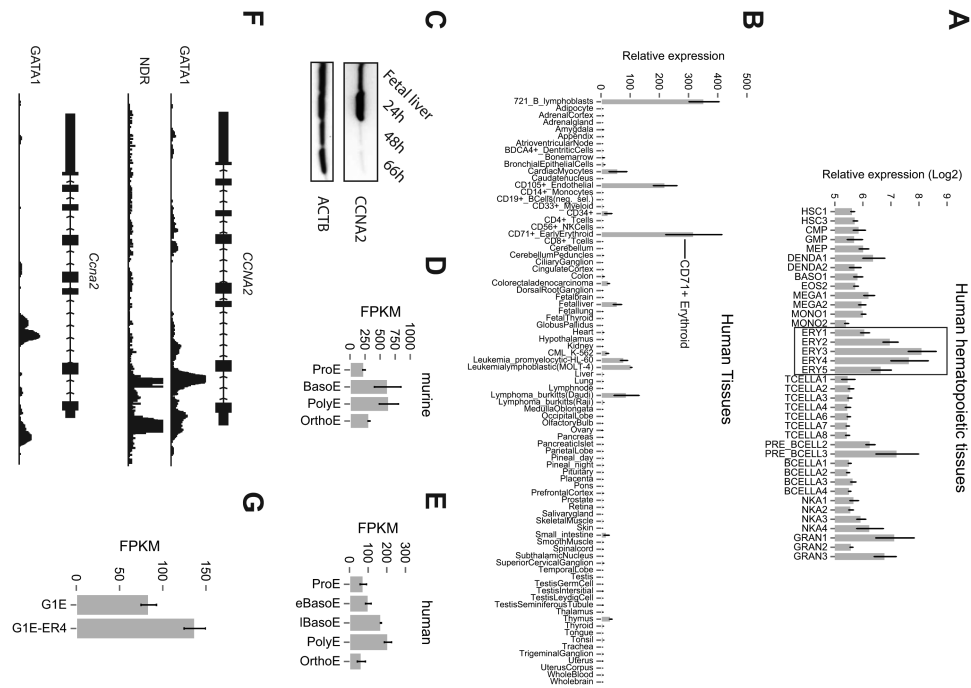 A
Human hematopoietic tissues
Relative expression (Log2)
5 6 7 8 9
HSC1
HSC3
CMP
GMP
MEP
DENDA1
DENDA2
BASO1
EOS2
MEGA1
MEGA2
MONO1
MONO2
ERY1
ERY2
ERY3
ERY4
ERY5
TCELLA1
TCELLA2
TCELLA3
TCELLA4
TCELLA6
TCELLA7
TCELLA8
PRE_BCELL2
PRE_BCELL3
BCELLA1
BCELLA2
BCELLA3
BCELLA4
NKA1
NKA2
NKA3
NKA4
GRAN1
GRAN2
GRAN3
B
Human Tissues
Relative expression
0 100 200 300 400 500
CD71+ Erythroid
721_B_lymphoblasts
Adipocyte
AdrenalCortex
Adrenalgland
Amygdala
Appendix
AtrioventricularNode
BDCA4+_DentriticCells
Bonemarrow
BronchialEpithelialCells
CardiacMyocytes
Caudatenucleus
CD105+_Endothelial
CD14+_Monocytes
CD19+_BCells(neg._sel.)
CD33+_Myeloid
CD34+
CD4+_Tcells
CD56+_NKCells
CD71+_EarlyErythroid
CD8+_Tcells
Cerebellum
CerebellumPeduncles
CiliaryGanglion
CingulateCortex
Colon
Colorectaladenocarcinoma
DorsalRootGanglion
Fetalbrain
Fetalliver
Fetallung
FetalThyroid
GlobusPallidus
Heart
Hypothalamus
Kidney
CML_K-562
Leukemia_promyelocytic-HL-60
Leukemialymphoblastic(MOLT-4)
Liver
Lung
Lymphnode
Lymphoma_burkitts(Daudi)
Lymphoma_burkitts(Raji)
MedullaOblongata
OccipitalLobe
OlfactoryBulb
Ovary
Pancreas
PancreaticIslet
ParietalLobe
Pineal_day
Pineal_night
Pituitary
Placenta
Pons
PrefrontalCortex
Prostate
Retina
Salivarygland
SkeletalMuscle
Skin
Small_intestine
SmoothMuscle
Spinalcord
SubthalamicNucleus
SuperiorCervicalGanglion
TemporalLobe
Testis
TestisGermCell
TestisIntersitial
TestisLeydigCell
TestisSeminiferousTubule
Thalamus
Thymus
Thyroid
Tongue
Tonsil
Trachea
TrigeminalGanglion
Uterus
UterusCorpus
WholeBlood
Wholebrain
C
Fetal liver
24h
48h
66h
CCNA2
ACTB
D
murine
FPKM
0 250 500 750 1000
ProE
BasoE
PolyE
OrthoE
E
human
FPKM
0 100 200 300
ProE
eBasoE
lBasoE
PolyE
OrthoE
F
CCNA2
GATA1
NDR
Ccna2
GATA1
G
FPKM
0 50 100 150
G1E
G1E-ER4